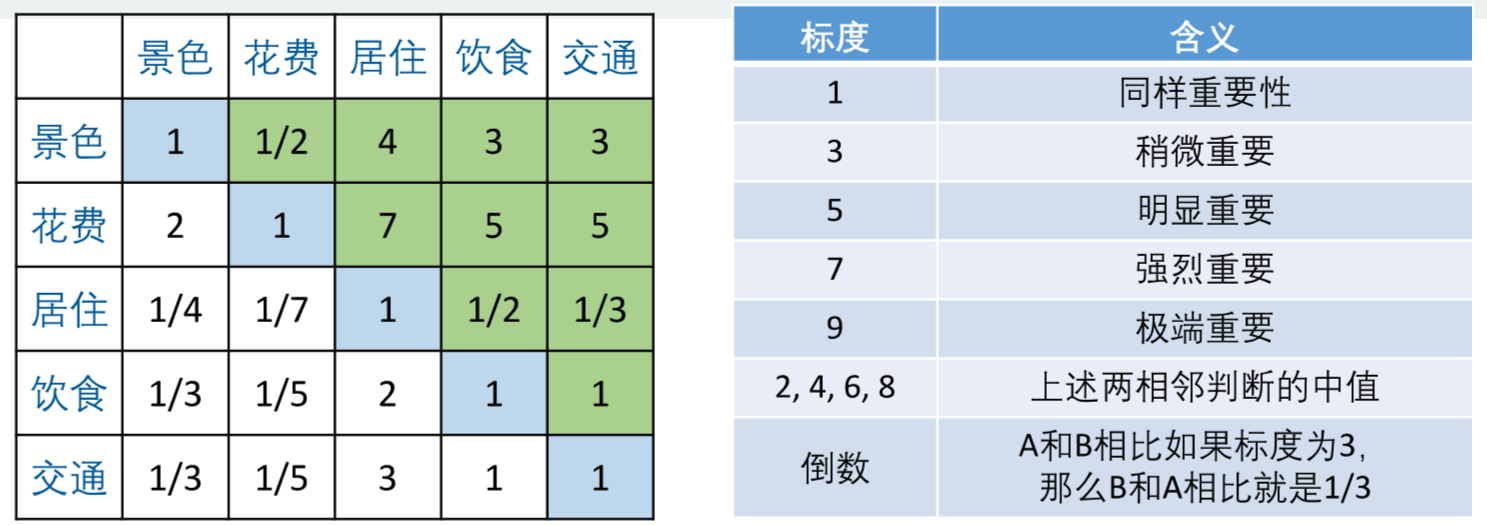 景色 花费 居住 饮食 交通
景色 1 1/2 4 3 3
花费 2 1 7 5 5
居住 1/4 1/7 1 1/2 1/3
饮食 1/3 1/5 2 1 1
交通 1/3 1/5 3 1 1
标度 含义
1 同样重要性
3 稍微重要
5 明显重要
7 强烈重要
9 极端重要
2, 4, 6, 8 上述两相邻判断的中值
倒数 A和B相比如果标度为3,
那么B和A相比就是1/3